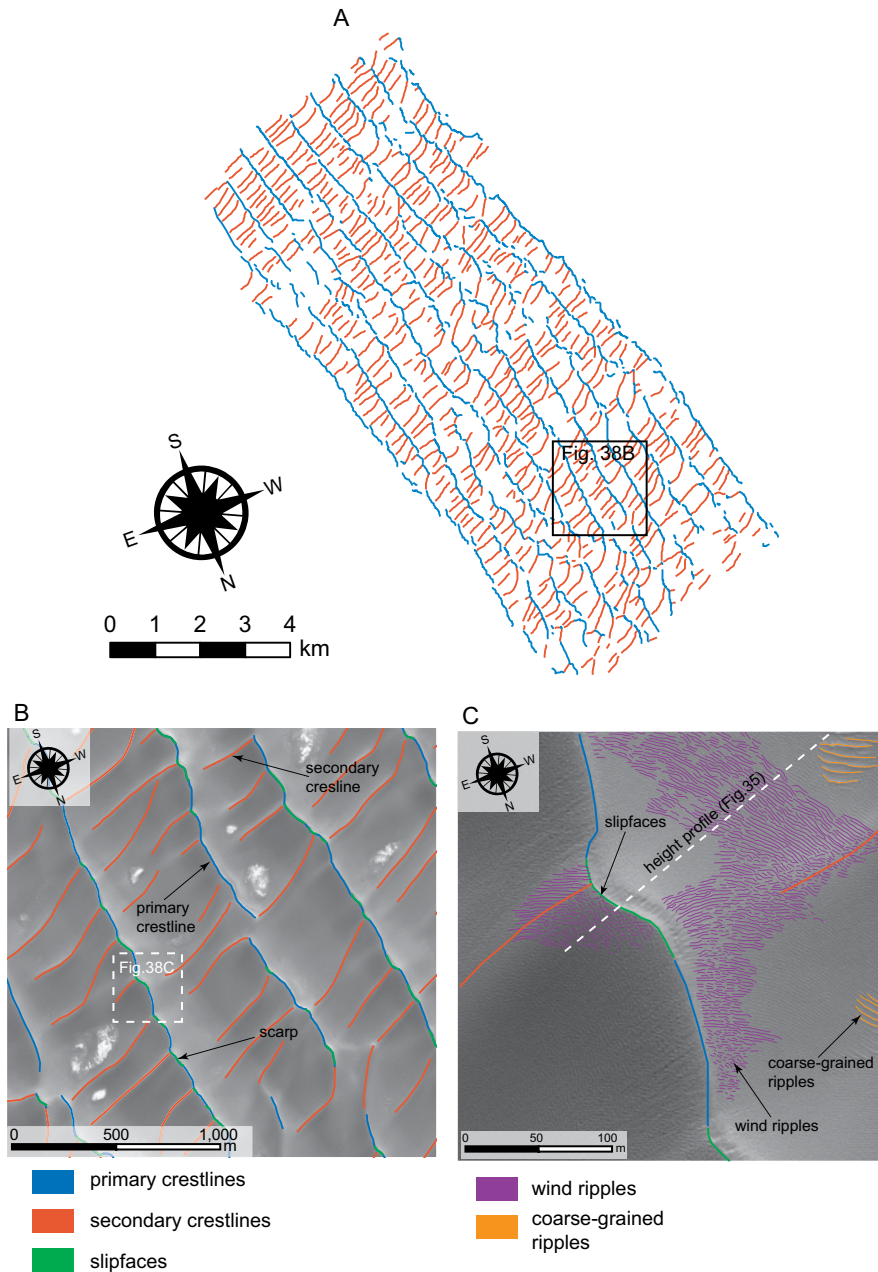 A
Fig. 38B
S
W
E
N
0 1 2 3 4
km
B
S
W
E
N
secondary
cresline
primary
crestline
Fig.38C
scarp
0 500 1,000
m
C
S
W
E
N
height profile (Fig.35)
slipfaces
coarse-grained
ripples
wind ripples
0 50 100
m
primary crestlines
secondary crestlines
slipfaces
wind ripples
coarse-grained
ripples